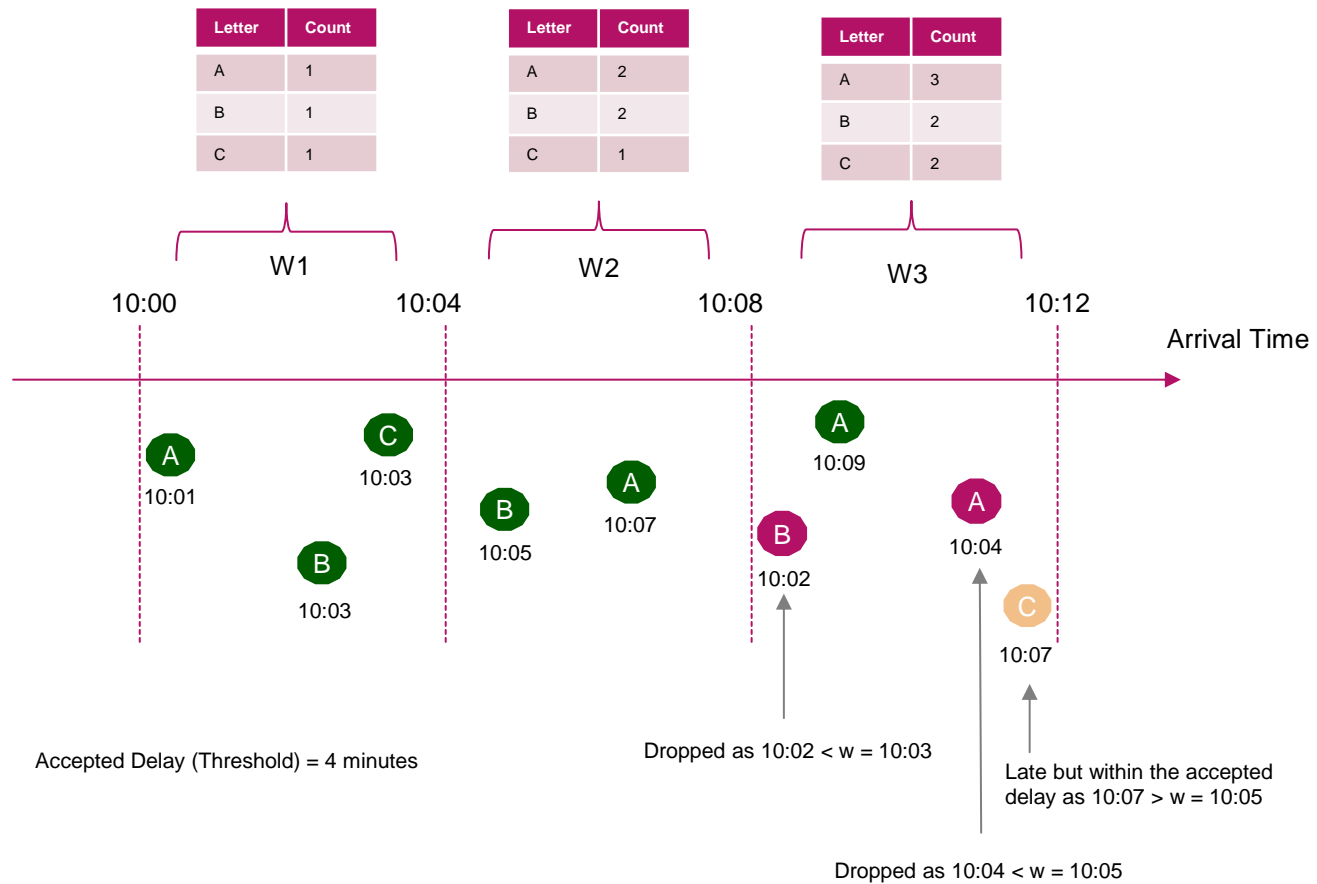 Letter Count
A 1
B 1
C 1
Letter Count
A 2
B 2
C 1
Letter Count
A 3
B 2
C 2
W1
W2
W3
10:00
10:04
10:08
10:12
Arrival Time
A
10:01
B
10:03
C
10:03
B
10:05
A
10:07
B
10:02
A
10:09
A
10:04
C
10:07
Accepted Delay (Threshold) = 4 minutes
Dropped as 10:02 < w = 10:03
Late but within the accepted
delay as 10:07 > w = 10:05
Dropped as 10:04 < w = 10:05